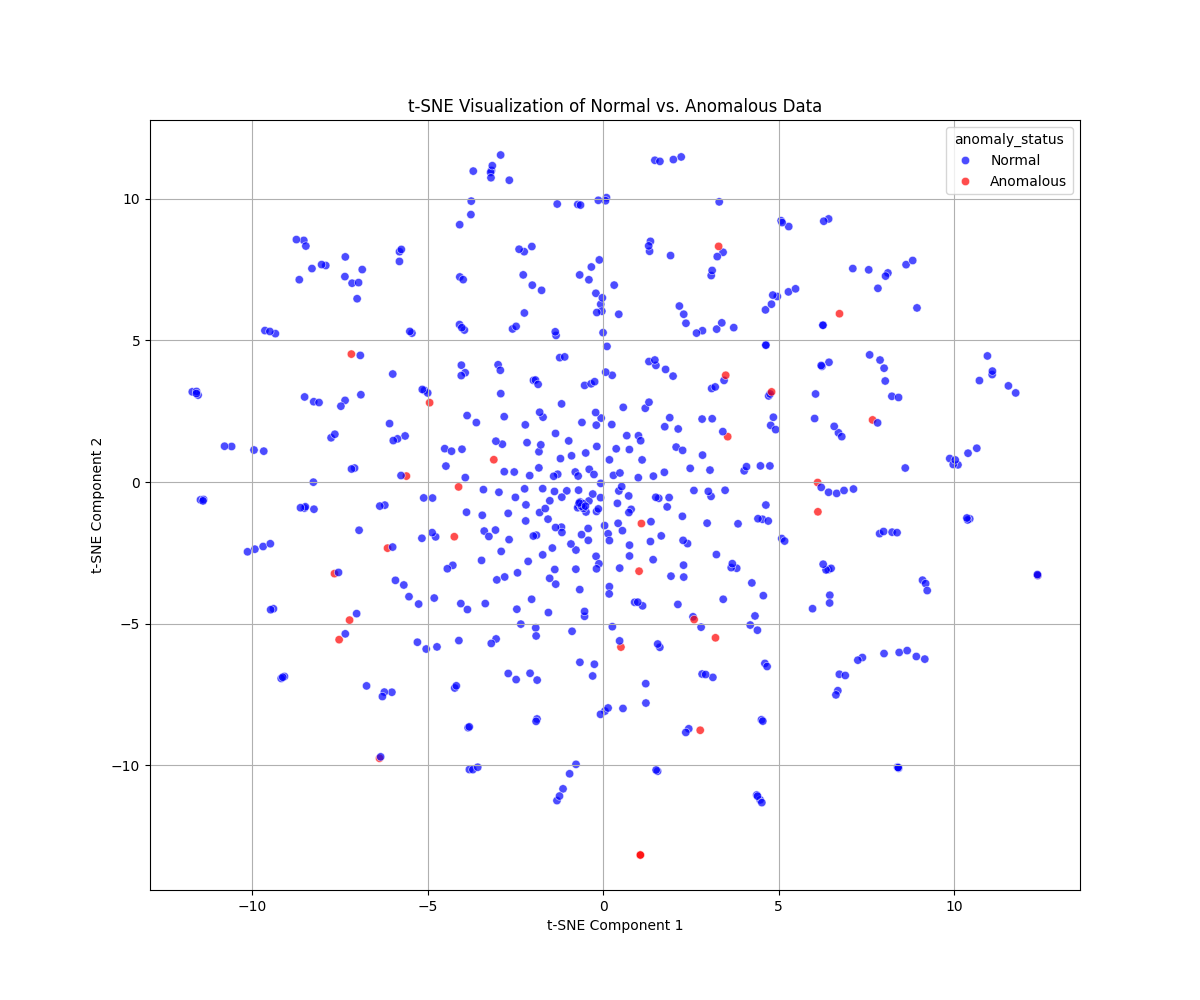 t-SNE Visualization of Normal vs. Anomalous Data
anomaly_status
Normal
Anomalous
10
5
0
−5
−10
t-SNE Component 2
−10
−5
0
5
10
t-SNE Component 1